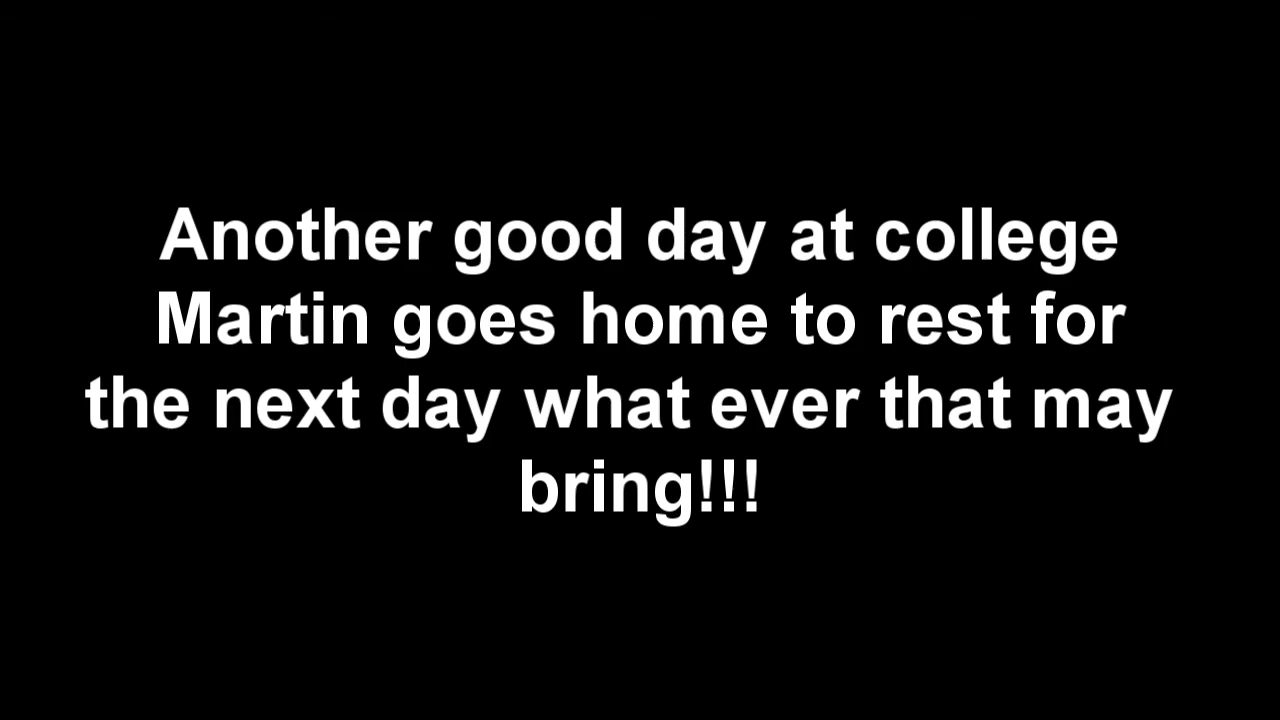 Another good day at college
Martin goes home to rest for
the next day what ever that may
bring!!!